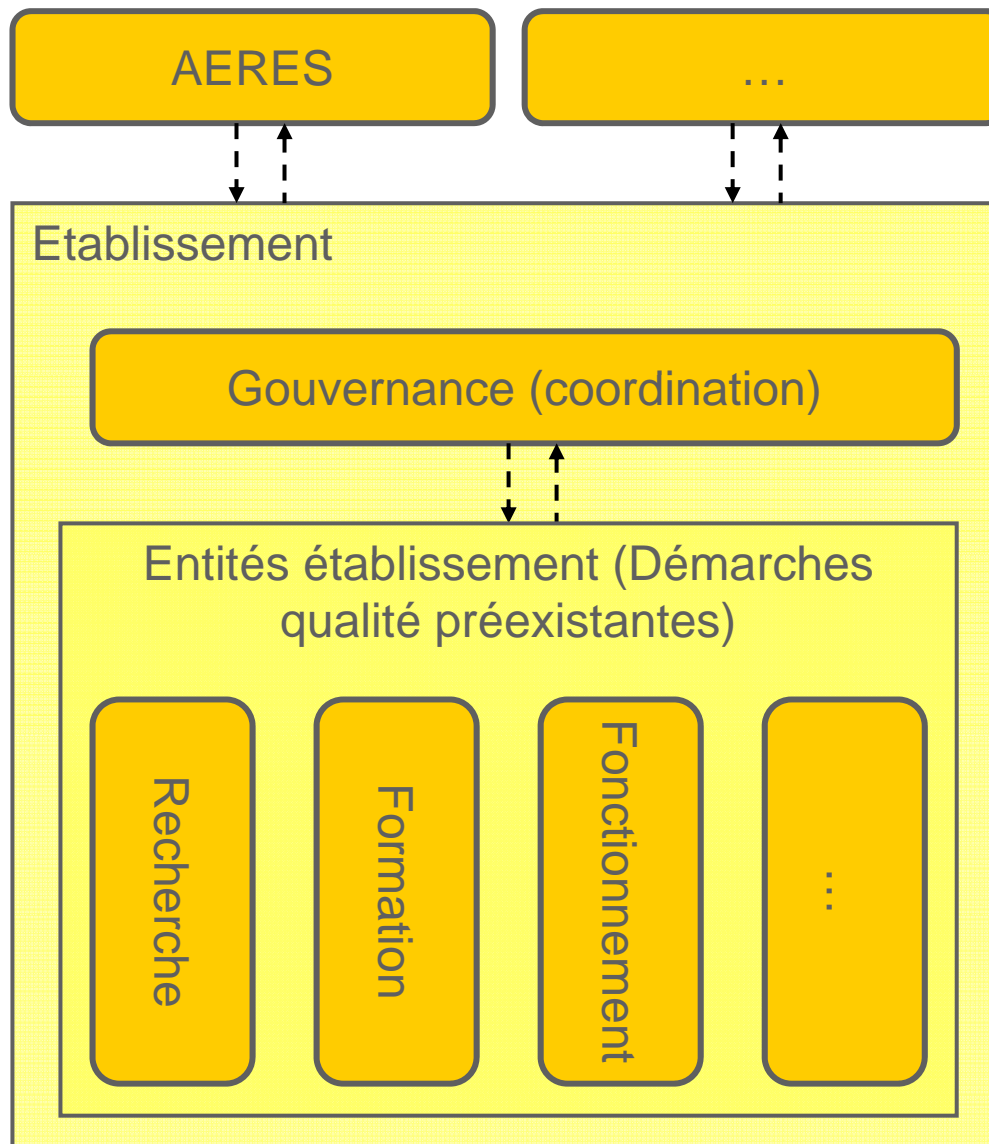 AERES
…
Etablissement
Gouvernance (coordination)
Entités établissement (Démarches
qualité préexistantes)
Recherche
Formation
Fonctionnement
…